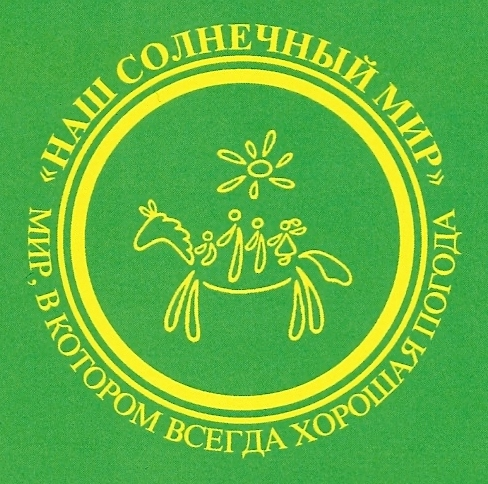 «НАШ СОЛНЕЧНЫЙ МИР»
МИР, В КОТОРОМ ВСЕГДА ХОРОШАЯ ПОГОДА